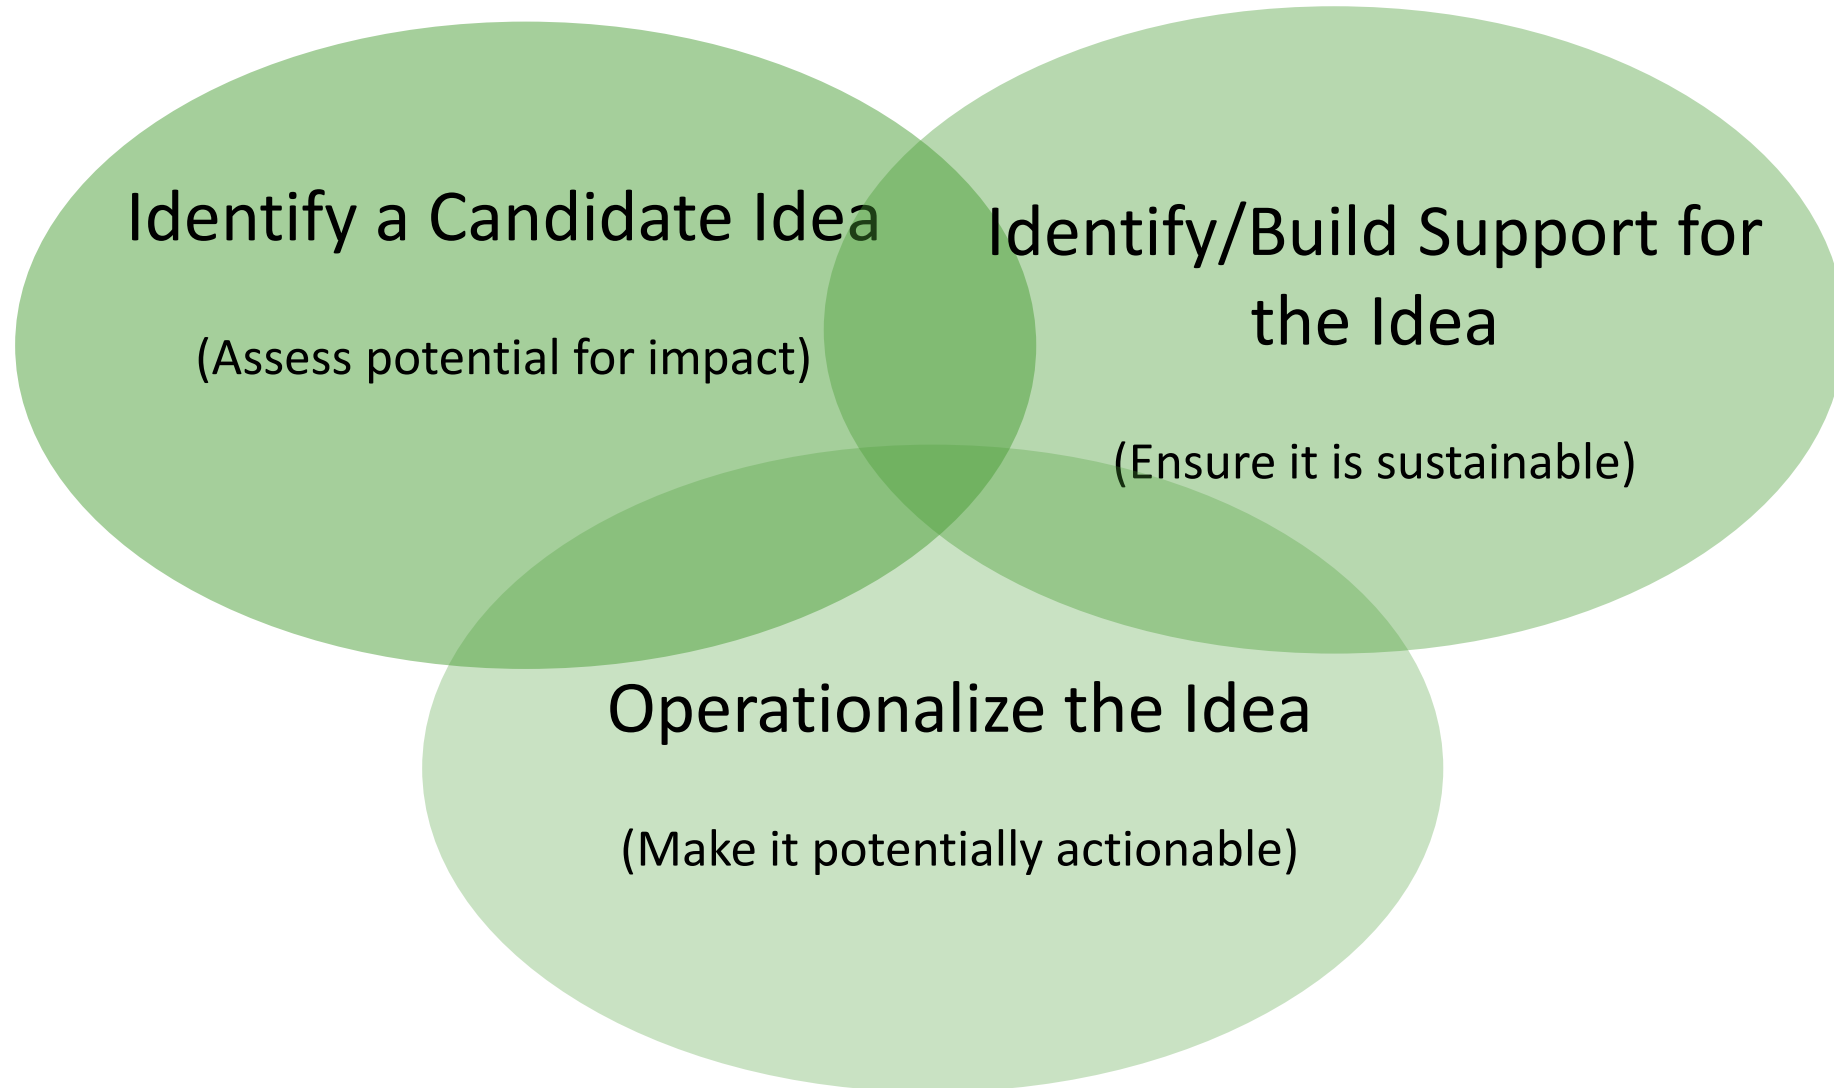 Identify a Candidate Idea
(Assess potential for impact)
Identify/Build Support for
the Idea
(Ensure it is sustainable)
Operationalize the Idea
(Make it potentially actionable)